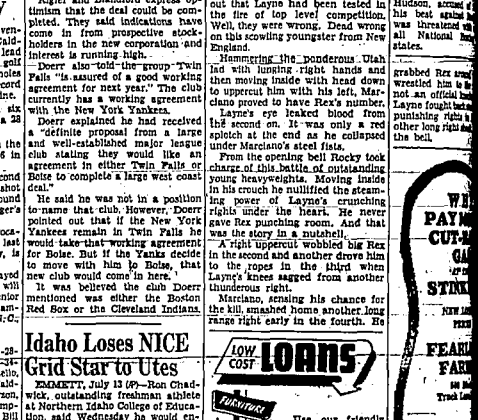 timism that the deal could be com-
pleted. They said indications have
come in from prospective stock-
holders in the new corporation and
interest is running high.
Doerr also told the group Twin
Falls "is assured of a good working
agreement for next year." The club
currently has a working agreement
with the New York Yankees.
Doerr explained he had received
a "definite proposition from a large
and well-established major league
club stating they would like an
agreement in either Twin Falls or
Boise to complete a large west coast
deal."
He said he was not in a position
to name that club. However, Doerr
pointed out that if the New York
Yankees remain in Twin Falls he
would take that working agreement
for Boise. But if the Yanks decide
to move with him to Boise, that
new club would come in here.
It was believed the club Doerr
mentioned was either the Boston
Red Sox or the Cleveland Indians.
Idaho Loses NICE
Grid Star to Utes
EMMETT, July 13 (AP)—Ron Chad-
wick, outstanding freshman athlete
at Northern Idaho College of Educa-
tion, said Wednesday he would en-
out that Layne had been tested in
the fire of top level competition.
Well, they were wrong. Dead wrong
on this scowling youngster from New
England.
Hammering the ponderous Utah
lad with lunging right hands and
then moving inside with head down
to uppercut him with his left, Mar-
ciano proved to have Rex's number.
Layne's eye leaked blood from
the second on. It was only a red
splotch at the end as he collapsed
under Marciano's steel fists.
From the opening bell Rocky took
charge of this battle of outstanding
young heavyweights. Moving inside
in his crouch he nullified the steam-
ing power of Layne's crunching
rights under the heart. He never
gave Rex punching room. And that
was the story in a nutshell.
A right uppercut wobbled big Rex
in the second and another drove him
to the ropes in the third when
Layne's knees sagged from another
thunderous right.
Marciano, sensing his chance for
the kill, smashed home another long
range right early in the fourth. He
LOW COST LOANS
FURNITURE
Use our friendly
Hudson, accused of
his best against
was threatened with
all National
states.
grabbed Rex around
wrestled him to
not an official
Layne fought back
punishing rights
other long right
the bell.
WE
PAY
CUT-
STINK
FEARL
FAR